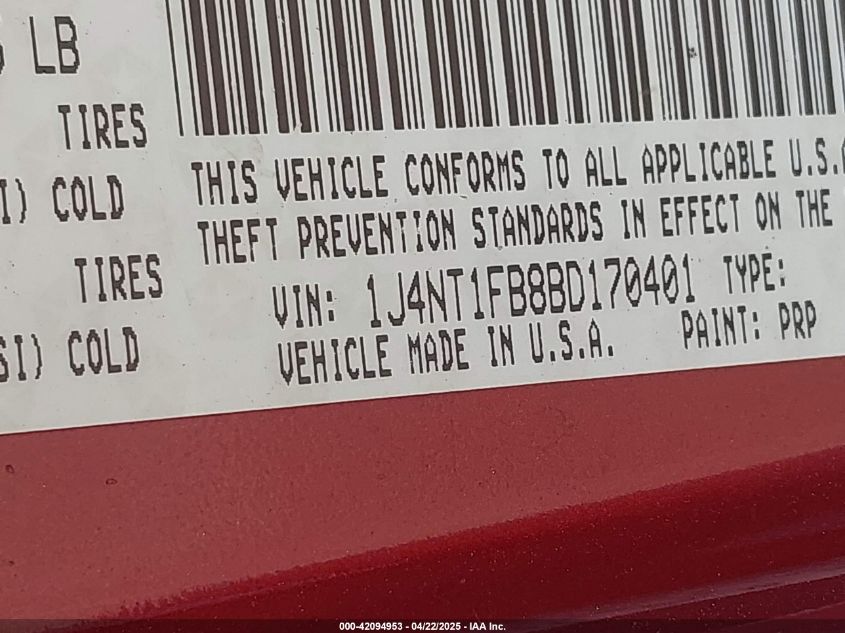 LB
TIRES
I) COLD
TIRES
SI) COLD
THIS VEHICLE CONFORMS TO ALL APPLICABLE U.S.A
THEFT PREVENTION STANDARDS IN EFFECT ON THE
VIN: 1J4NT1FB8BD170401 TYPE:
VEHICLE MADE IN U.S.A. PAINT: PRP
000-42094953 - 04/22/2025 - IAA Inc.